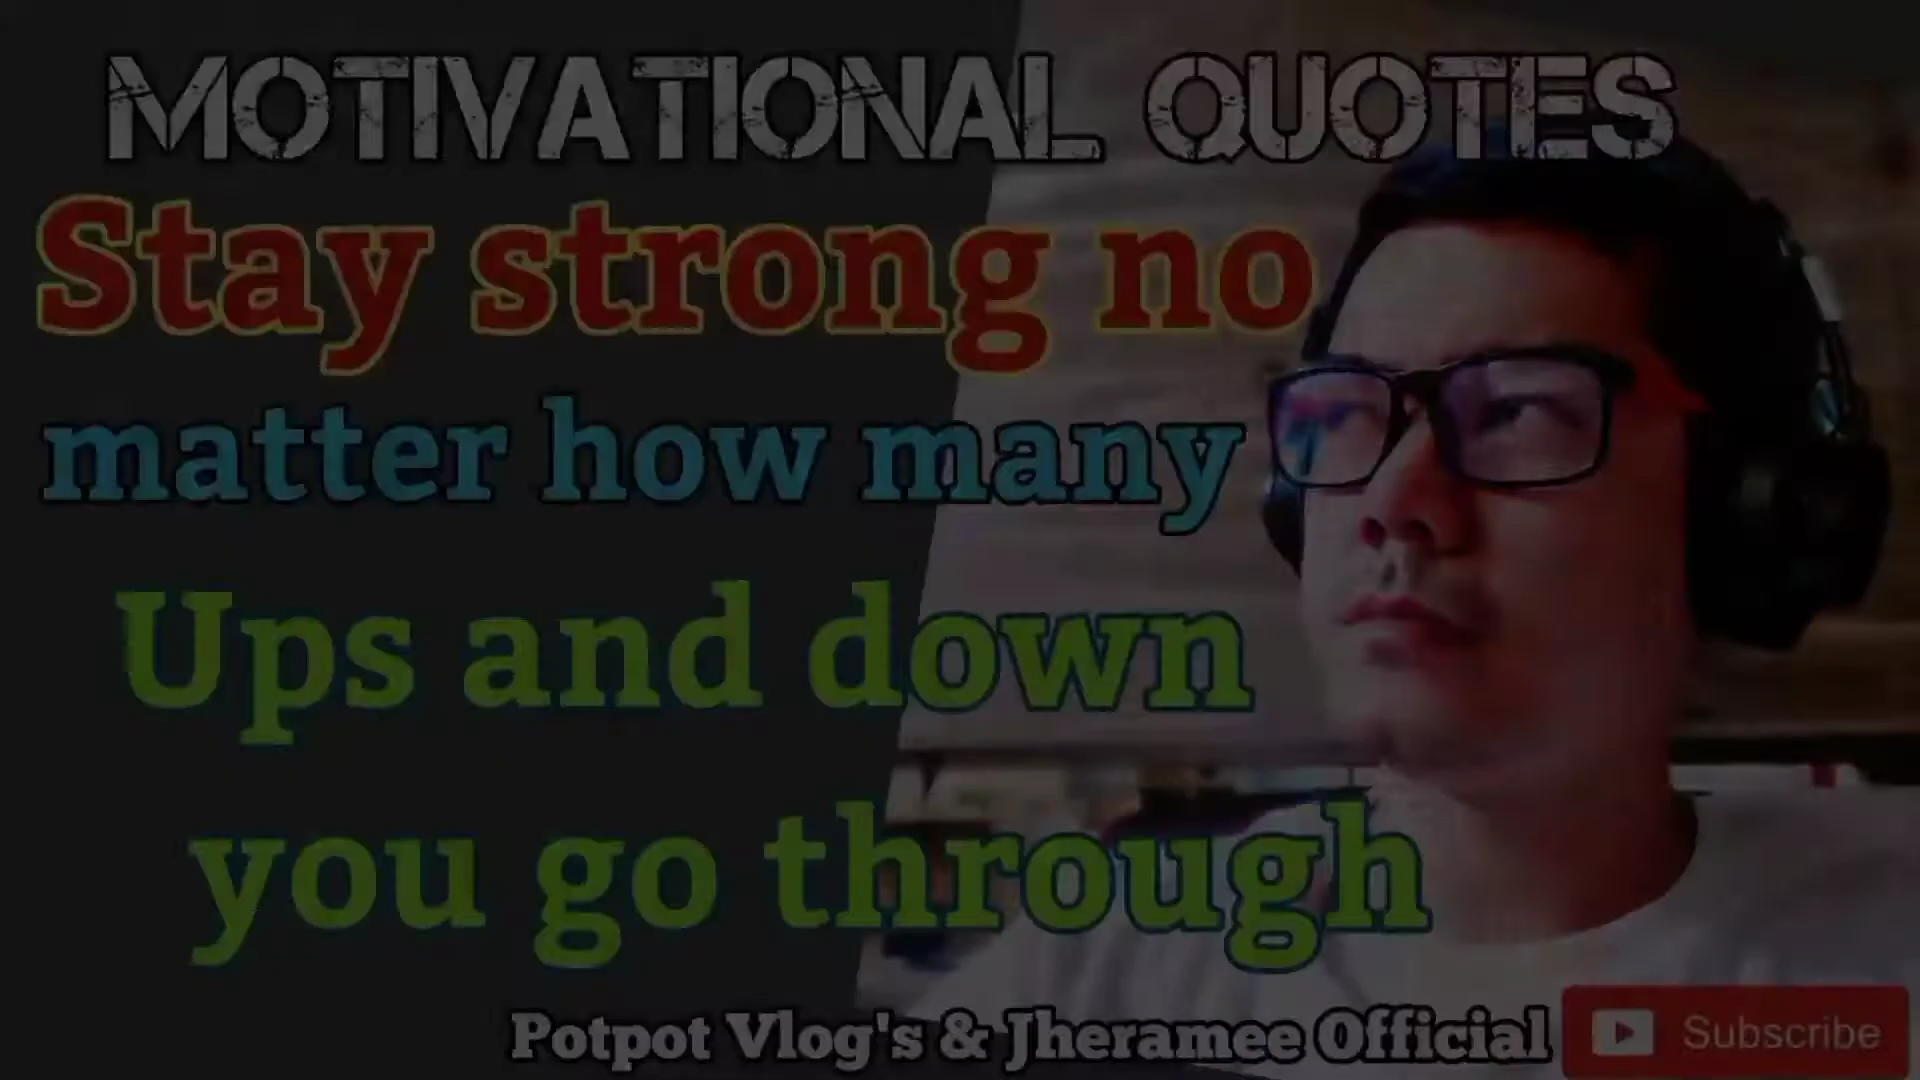 MOTIVATIONAL QUOTES
Stay strong no
matter how many
Ups and down
you go through
Potpot Vlog's & Jheramee Official
Subscribe